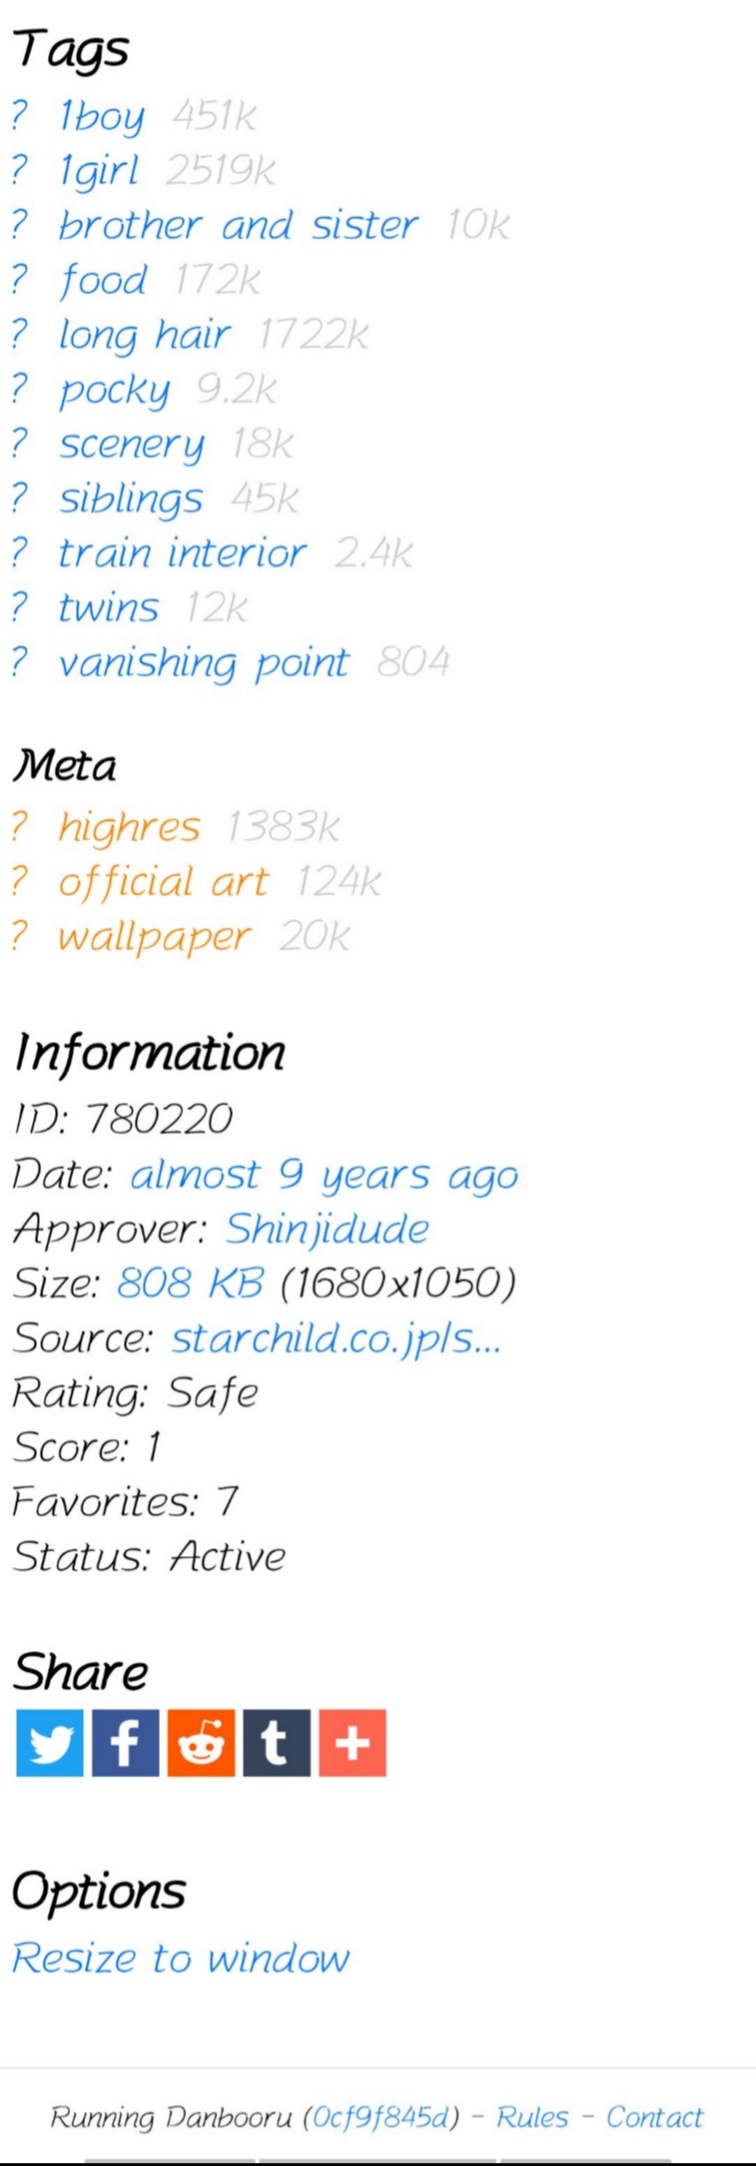 Tags
? 1boy 451k
? 1girl 2519k
? brother and sister 10k
? food 172k
? long hair 1722k
? pocky 9.2k
? scenery 18k
? siblings 45k
? train interior 2.4k
? twins 12k
? vanishing point 804
Meta
? highres 1383k
? official art 124k
? wallpaper 20k
Information
ID: 780220
Date: almost 9 years ago
Approver: Shinjidude
Size: 808 KB (1680x1050)
Source: starchild.co.jp/s...
Rating: Safe
Score: 1
Favorites: 7
Status: Active
Share
f t +
Options
Resize to window
Running Danbooru (0cf9f845d) – Rules – Contact